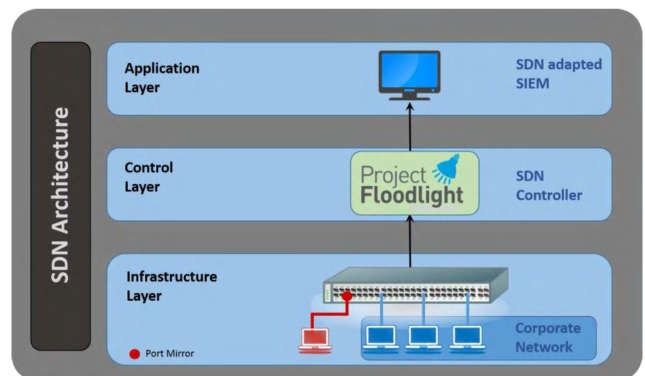 SDN Architecture
Application
Layer
SDN adapted
SIEM
Control
Layer
Project
Floodlight
SDN
Controller
Infrastructure
Layer
Corporate
Network
Port Mirror